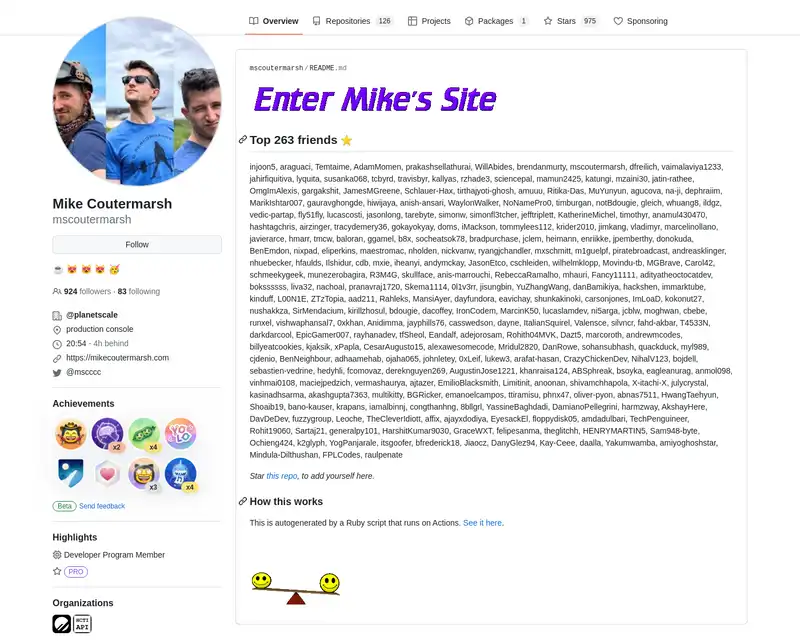 Overview
Repositories 126
Projects
Packages 1
Stars 975
Sponsoring
Mike Coutermarsh
mscoutermarsh
Follow
924 followers · 83 following
@planetscale
production console
20:54 - 4h behind
https://mikecoutermarsh.com
@mscccc
Achievements
x2
x4
YOLO
x3
x4
Beta Send feedback
Highlights
Developer Program Member
PRO
Organizations
HCTI
API
mscoutermarsh/README.md
Enter Mike's Site
Top 263 friends
injoon5, araguaci, Temtaime, AdamMomen, prakashsellathurai, WillAbides, brendanmurty, mscoutermarsh, dfreilich, vaimalaviya1233,
jahirfiquitiva, lyquita, susanka068, tcbyrd, travisbyr, kallyas, rzhade3, sciencepal, mamun2425, katungi, mzaini30, jatin-rathee,
OmgImAlexis, gargakshit, JamesMGreene, Schlauer-Hax, tirthajyoti-ghosh, amuuu, Ritika-Das, MuYunyun, agucova, na-ji, dephraiim,
MarikIshtar007, gauravghongde, hiwijaya, anish-ansari, WaylonWalker, NoNamePro0, timburgan, notBdougie, gleich, whuang8, ildgz,
vedic-partap, fly51fly, lucascosti, jasonlong, tarebyte, simonw, simonfl3tcher, jefftriplett, KatherineMichel, timothyr, anamul430470,
hashtagchris, airzinger, tracydemery36, gokayokyay, doms, iMackson, tommylees112, krider2010, jimkang, vladimyr, marcelinollano,
javierarce, hmarr, tmcw, baloran, ggamel, b8x, socheatsok78, bradpurchase, jclem, heimann, enriikke, jpemberthy, donokuda,
BenEmdon, nixpad, eliperkins, maestromac, nholden, nickvanw, ryangjchandler, mxschmitt, m1guelpf, piratebroadcast, andreasklinger,
nhuebecker, hfaulds, llshidur, cdb, mxie, iheanyi, andymckay, JasonEtco, cschleiden, wilhelmklopp, Movindu-tb, MGBrave, Carol42,
schmeekygeek, munezerobagira, R3M4G, skullface, anis-marrouchi, RebeccaRamalho, mhauri, Fancy11111, adityatheoctocatdev,
boksssssss, liva32, nachoal, pranavraj1720, Skema1114, 0l1v3rr, jisungbin, YuZhangWang, danBamikiya, hackshen, immartukube,
kinduff, L00N1E, ZTzTopia, aad211, Rahleks, MansiAyer, dayfundora, eavichay, shunkakinoki, carsonjones, ImLoaD, kokonut27,
nushakkza, SirMendacium, kirillzhosul, bdougie, dacoffey, IronCodem, MarcinK50, lucaslamdev, ni5arga, jcblw, moghwan, cbebe,
runxel, vishwaphansal7, 0xkhan, Anidimma, jayphills76, casswedson, dayne, ItalianSquirel, Valensce, silvncr, fahd-akbar, T4533N,
darkdarcool, EpicGamer007, rayhanadev, tfSheol, Eandalf, adejorosam, Rohith04MVK, Dazt5, marcoroth, andrewmcodes,
billyeatcookies, kjaksik, xPapla, CesarAugusto15, alexawesomecode, Mridul2820, DanRowe, sohansubhash, quackduck, myf989,
cjdenio, BenNeighbour, adhaamehab, ojaha065, johnletey, 0xLeif, lukew3, arafat-hasan, CrazyChickenDev, NihalV123, bojdell,
sebastien-vedrine, hedyhli, fcomovaz, dereknguyen269, AugustinJose1221, khanraisa124, ABSphreak, bsoyka, eagleunarag, anmol098,
vinhmai0108, maciejpedzich, vermashaurya, ajtazer, EmilioBlacksmith, Limitinit, anoonan, shivamchhapola, X-itachi-X, julycrystal,
kasinadhsarma, akashgupta7363, multikitty, BGRicker, emanoelcampos, ttiramisu, phrnx47, oliver-pyon, abnas7511, HwangTaehyun,
Shoaib19, bano-kauser, krapans, iamalbinnj, congthanhng, 8bllgrl, YassineBaghdadi, DamianoPellegrini, harmzway, AkshayHere,
DavDeDev, fuzzygroup, Leoche, TheCleverIdiott, affix, ajayxdodiya, EyesackEl, floppydisk05, amdadulbari, TechPenguineer,
Rohit19060, Sartaj21, generalpy101, HarshitKumar9030, GraceWXT, felipesanma, theglitchh, HENRYMARTIN5, Sam948-byte,
Ochieng424, k2glyph, YogPanjarale, itsgoofer, bfrederick18, Jiaocz, DanyGlez94, Kay-Ceee, daalla, Yakumwamba, amiyoghoshstar,
Mindula-Dilthushan, FPLCodes, raulpenate
Star this repo, to add yourself here.
How this works
This is autogenerated by a Ruby script that runs on Actions. See it here.